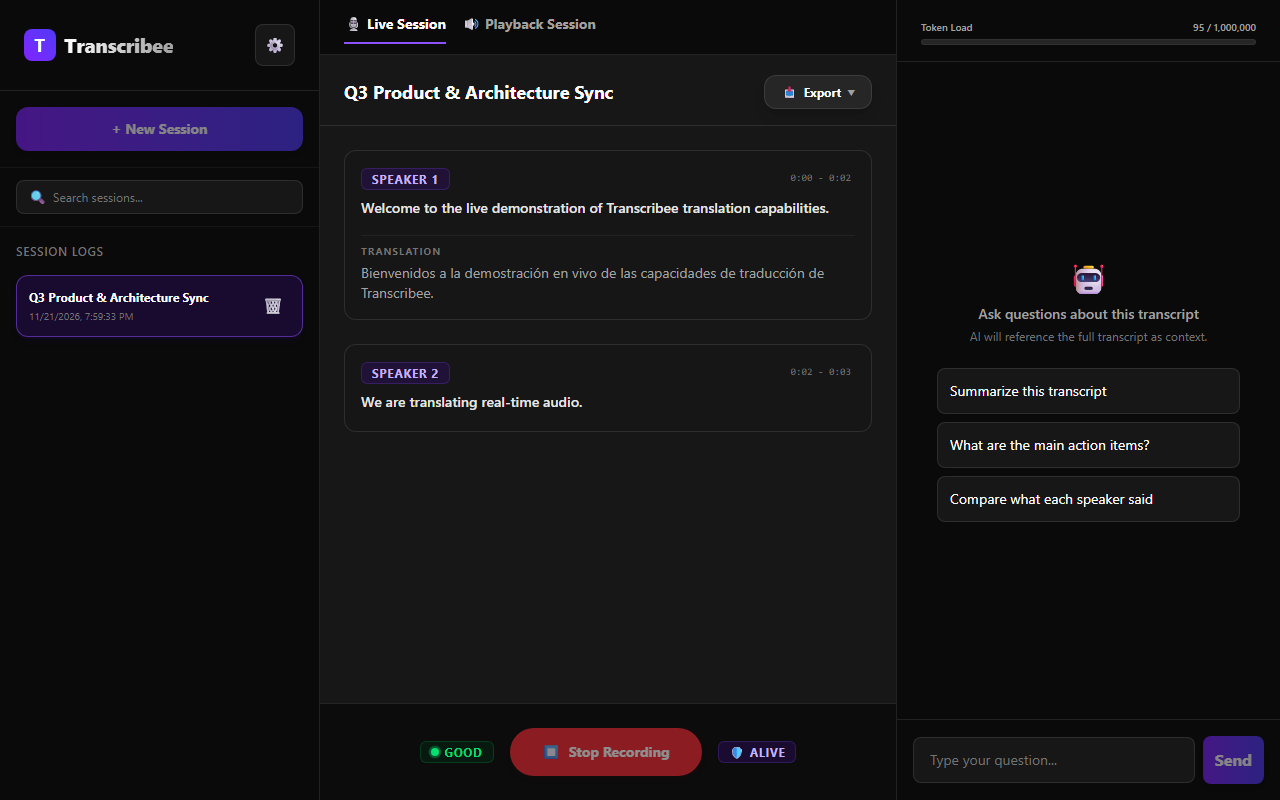 T Transcribee
+ New Session
Search sessions...
SESSION LOGS
Q3 Product & Architecture Sync
11/21/2026, 7:59:33 PM
Live Session
Playback Session
Q3 Product & Architecture Sync
Export ▼
SPEAKER 1
0:00 - 0:02
Welcome to the live demonstration of Transcribee translation capabilities.
TRANSLATION
Bienvenidos a la demostración en vivo de las capacidades de traducción de
Transcribee.
SPEAKER 2
0:02 - 0:03
We are translating real-time audio.
GOOD
Stop Recording
ALIVE
Token Load
95 / 1,000,000
Ask questions about this transcript
AI will reference the full transcript as context.
Summarize this transcript
What are the main action items?
Compare what each speaker said
Type your question...
Send